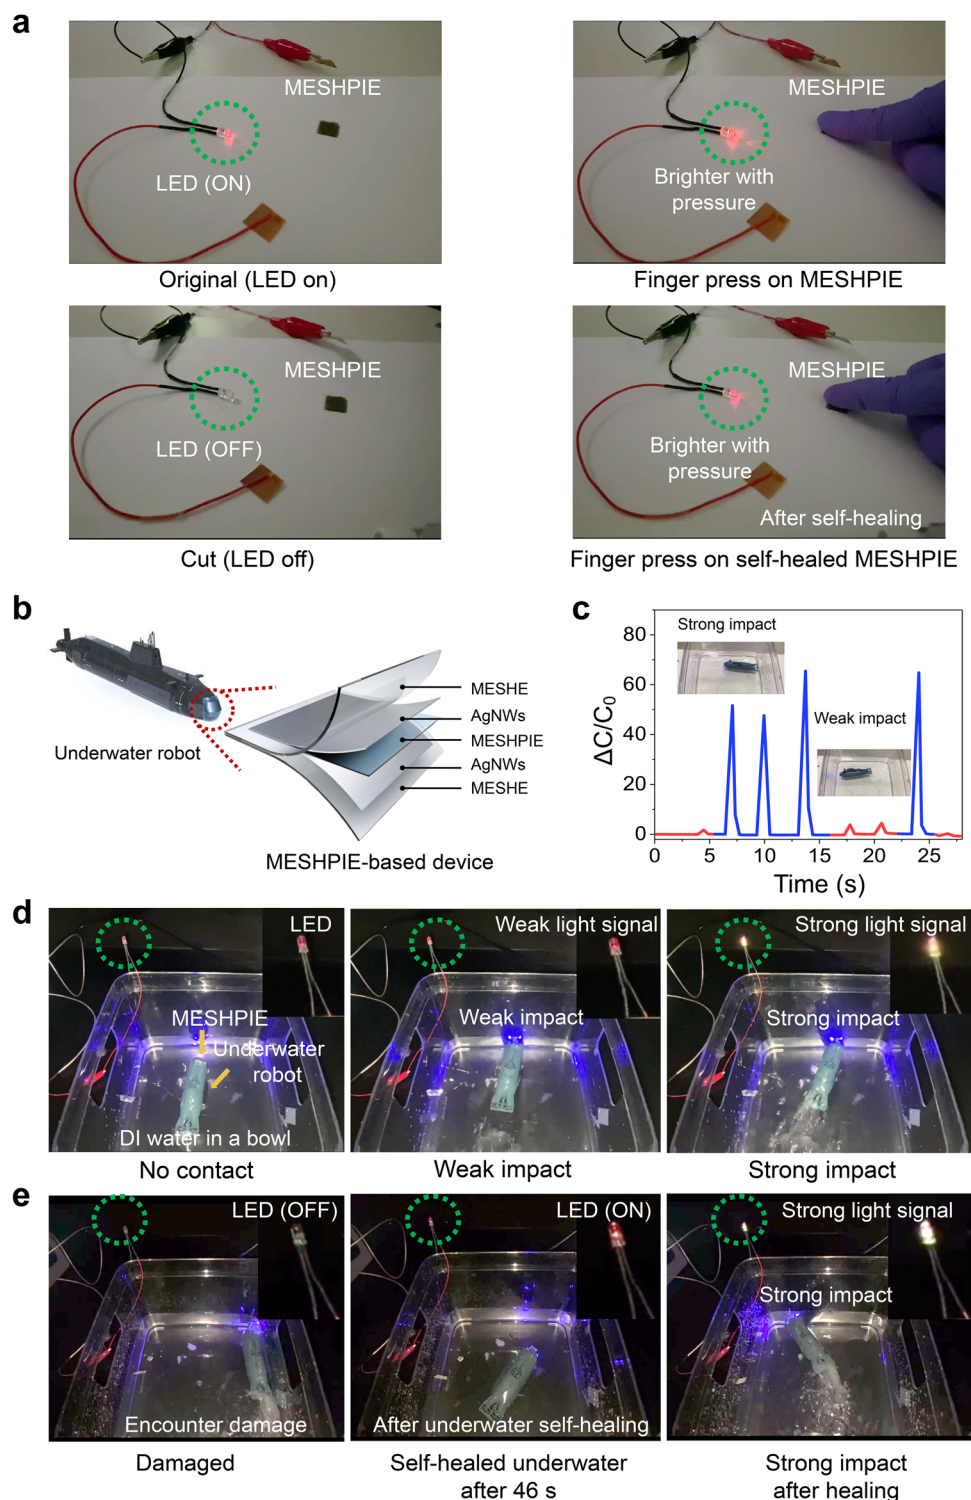 a
MESHPIE
LED (ON)
Original (LED on)
MESHPIE
Brighter with
pressure
Finger press on MESHPIE
MESHPIE
LED (OFF)
Cut (LED off)
MESHPIE
Brighter with
pressure
After self-healing
Finger press on self-healed MESHPIE
b
Underwater robot
MESHE
AgNWs
MESHPIE
AgNWs
MESHE
MESHPIE-based device
c
Strong impact
Weak impact
ΔC/C₀
80
60
40
20
0
0 5 10 15 20 25
Time (s)
d
LED
MESHPIE
Underwater
robot
DI water in a bowl
No contact
Weak light signal
Weak impact
Weak impact
Strong light signal
Strong impact
Strong impact
e
LED (OFF)
Encounter damage
Damaged
LED (ON)
After underwater self-healing
Self-healed underwater
after 46 s
Strong light signal
Strong impact
Strong impact
after healing